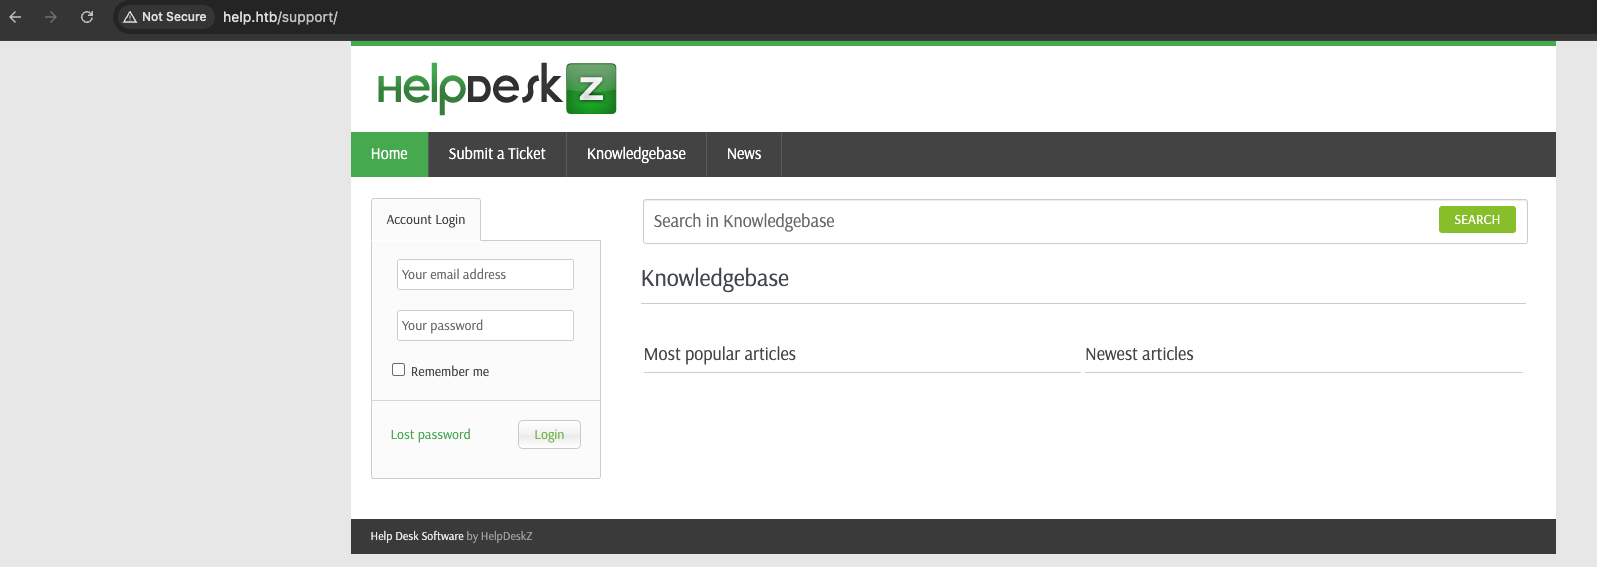 Not Secure help.htb/support/
HelpDesk Z
Home Submit a Ticket Knowledgebase News
Account Login
Your email address
Your password
Remember me
Lost password Login
Search in Knowledgebase SEARCH
Knowledgebase
Most popular articles Newest articles
Help Desk Software by HelpDeskZ